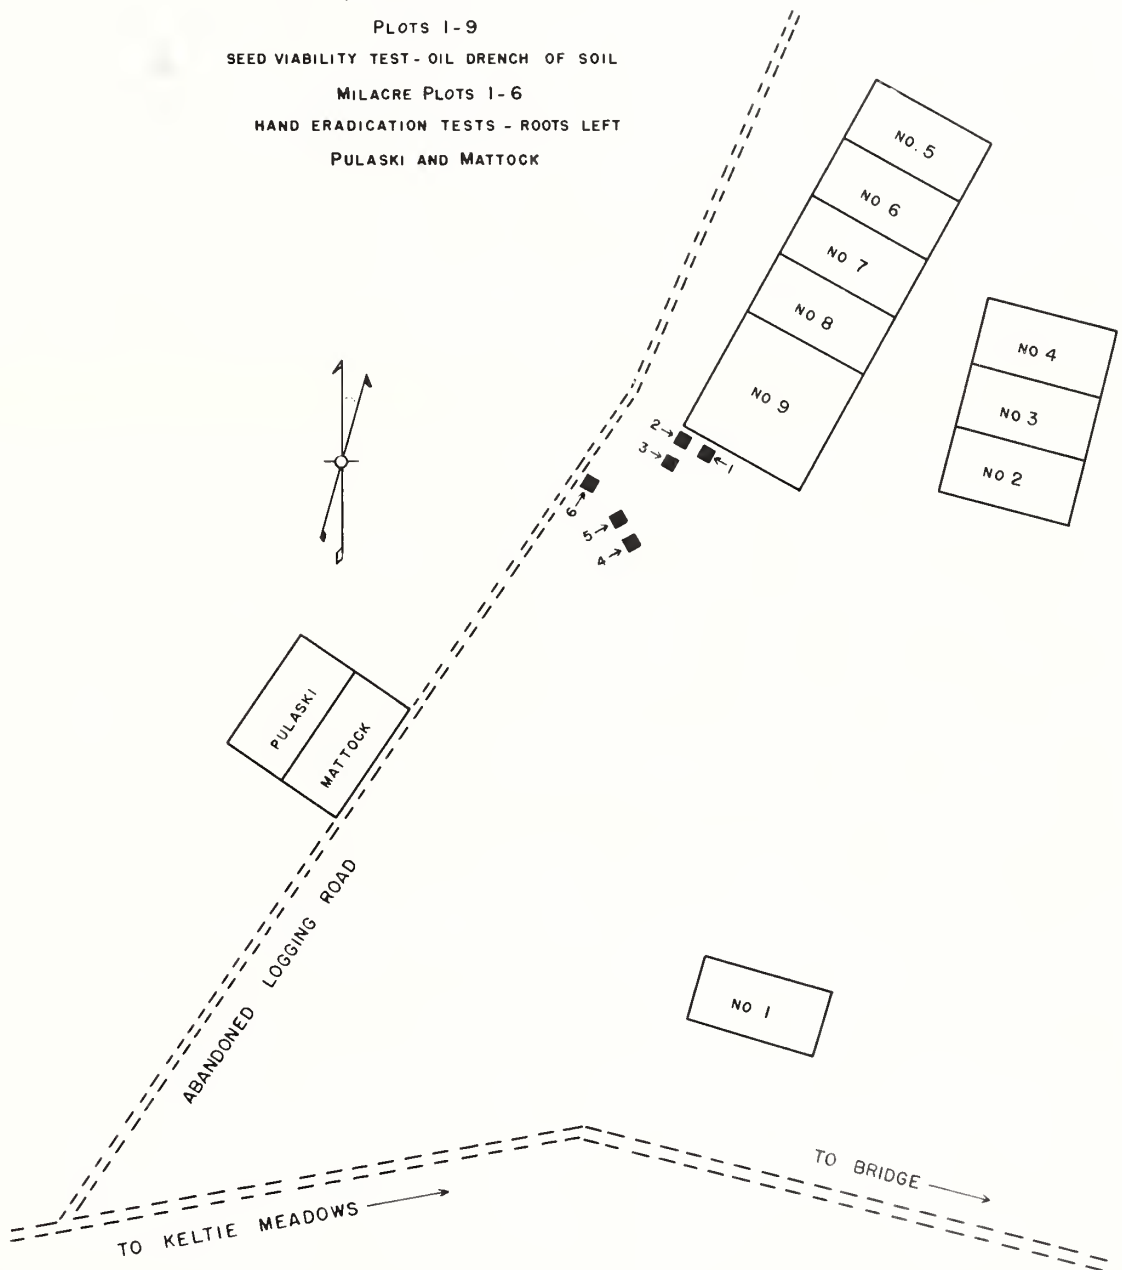 PLOTS 1-9
SEED VIABILITY TEST - OIL DRENCH OF SOIL
MILACRE PLOTS 1-6
HAND ERADICATION TESTS - ROOTS LEFT
PULASKI AND MATTOCK
NO. 5
NO 6
NO 7
NO 8
NO 9
NO 4
NO 3
NO 2
2
1
3
6
5
4
PULASKI
MATTOCK
ABANDONED LOGGING ROAD
NO 1
TO BRIDGE
TO KELTIE MEADOWS